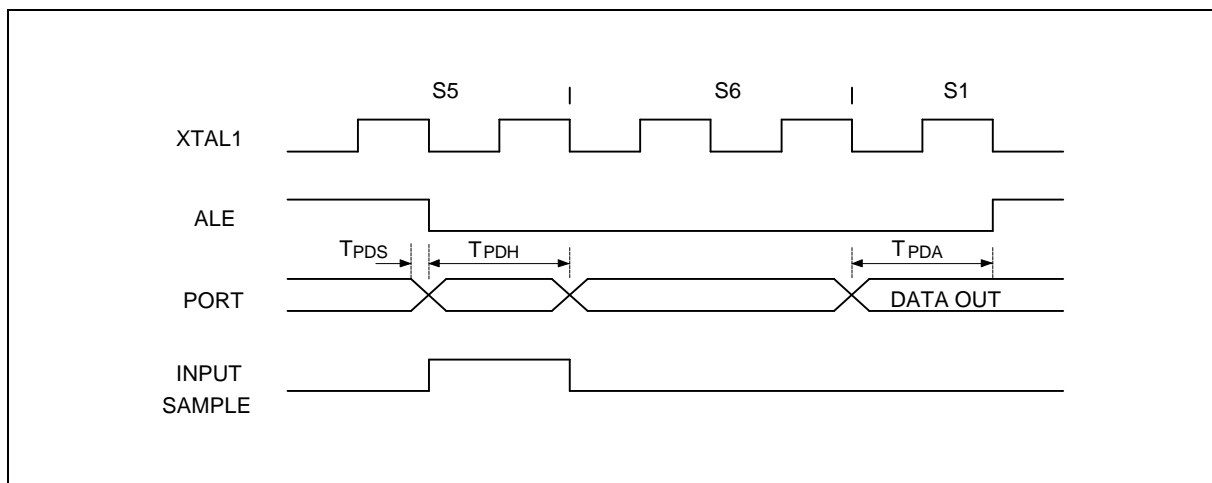 S5 S6 S1
XTAL1
ALE
TPDS TPDH TPDA
PORT DATA OUT
INPUT
SAMPLE